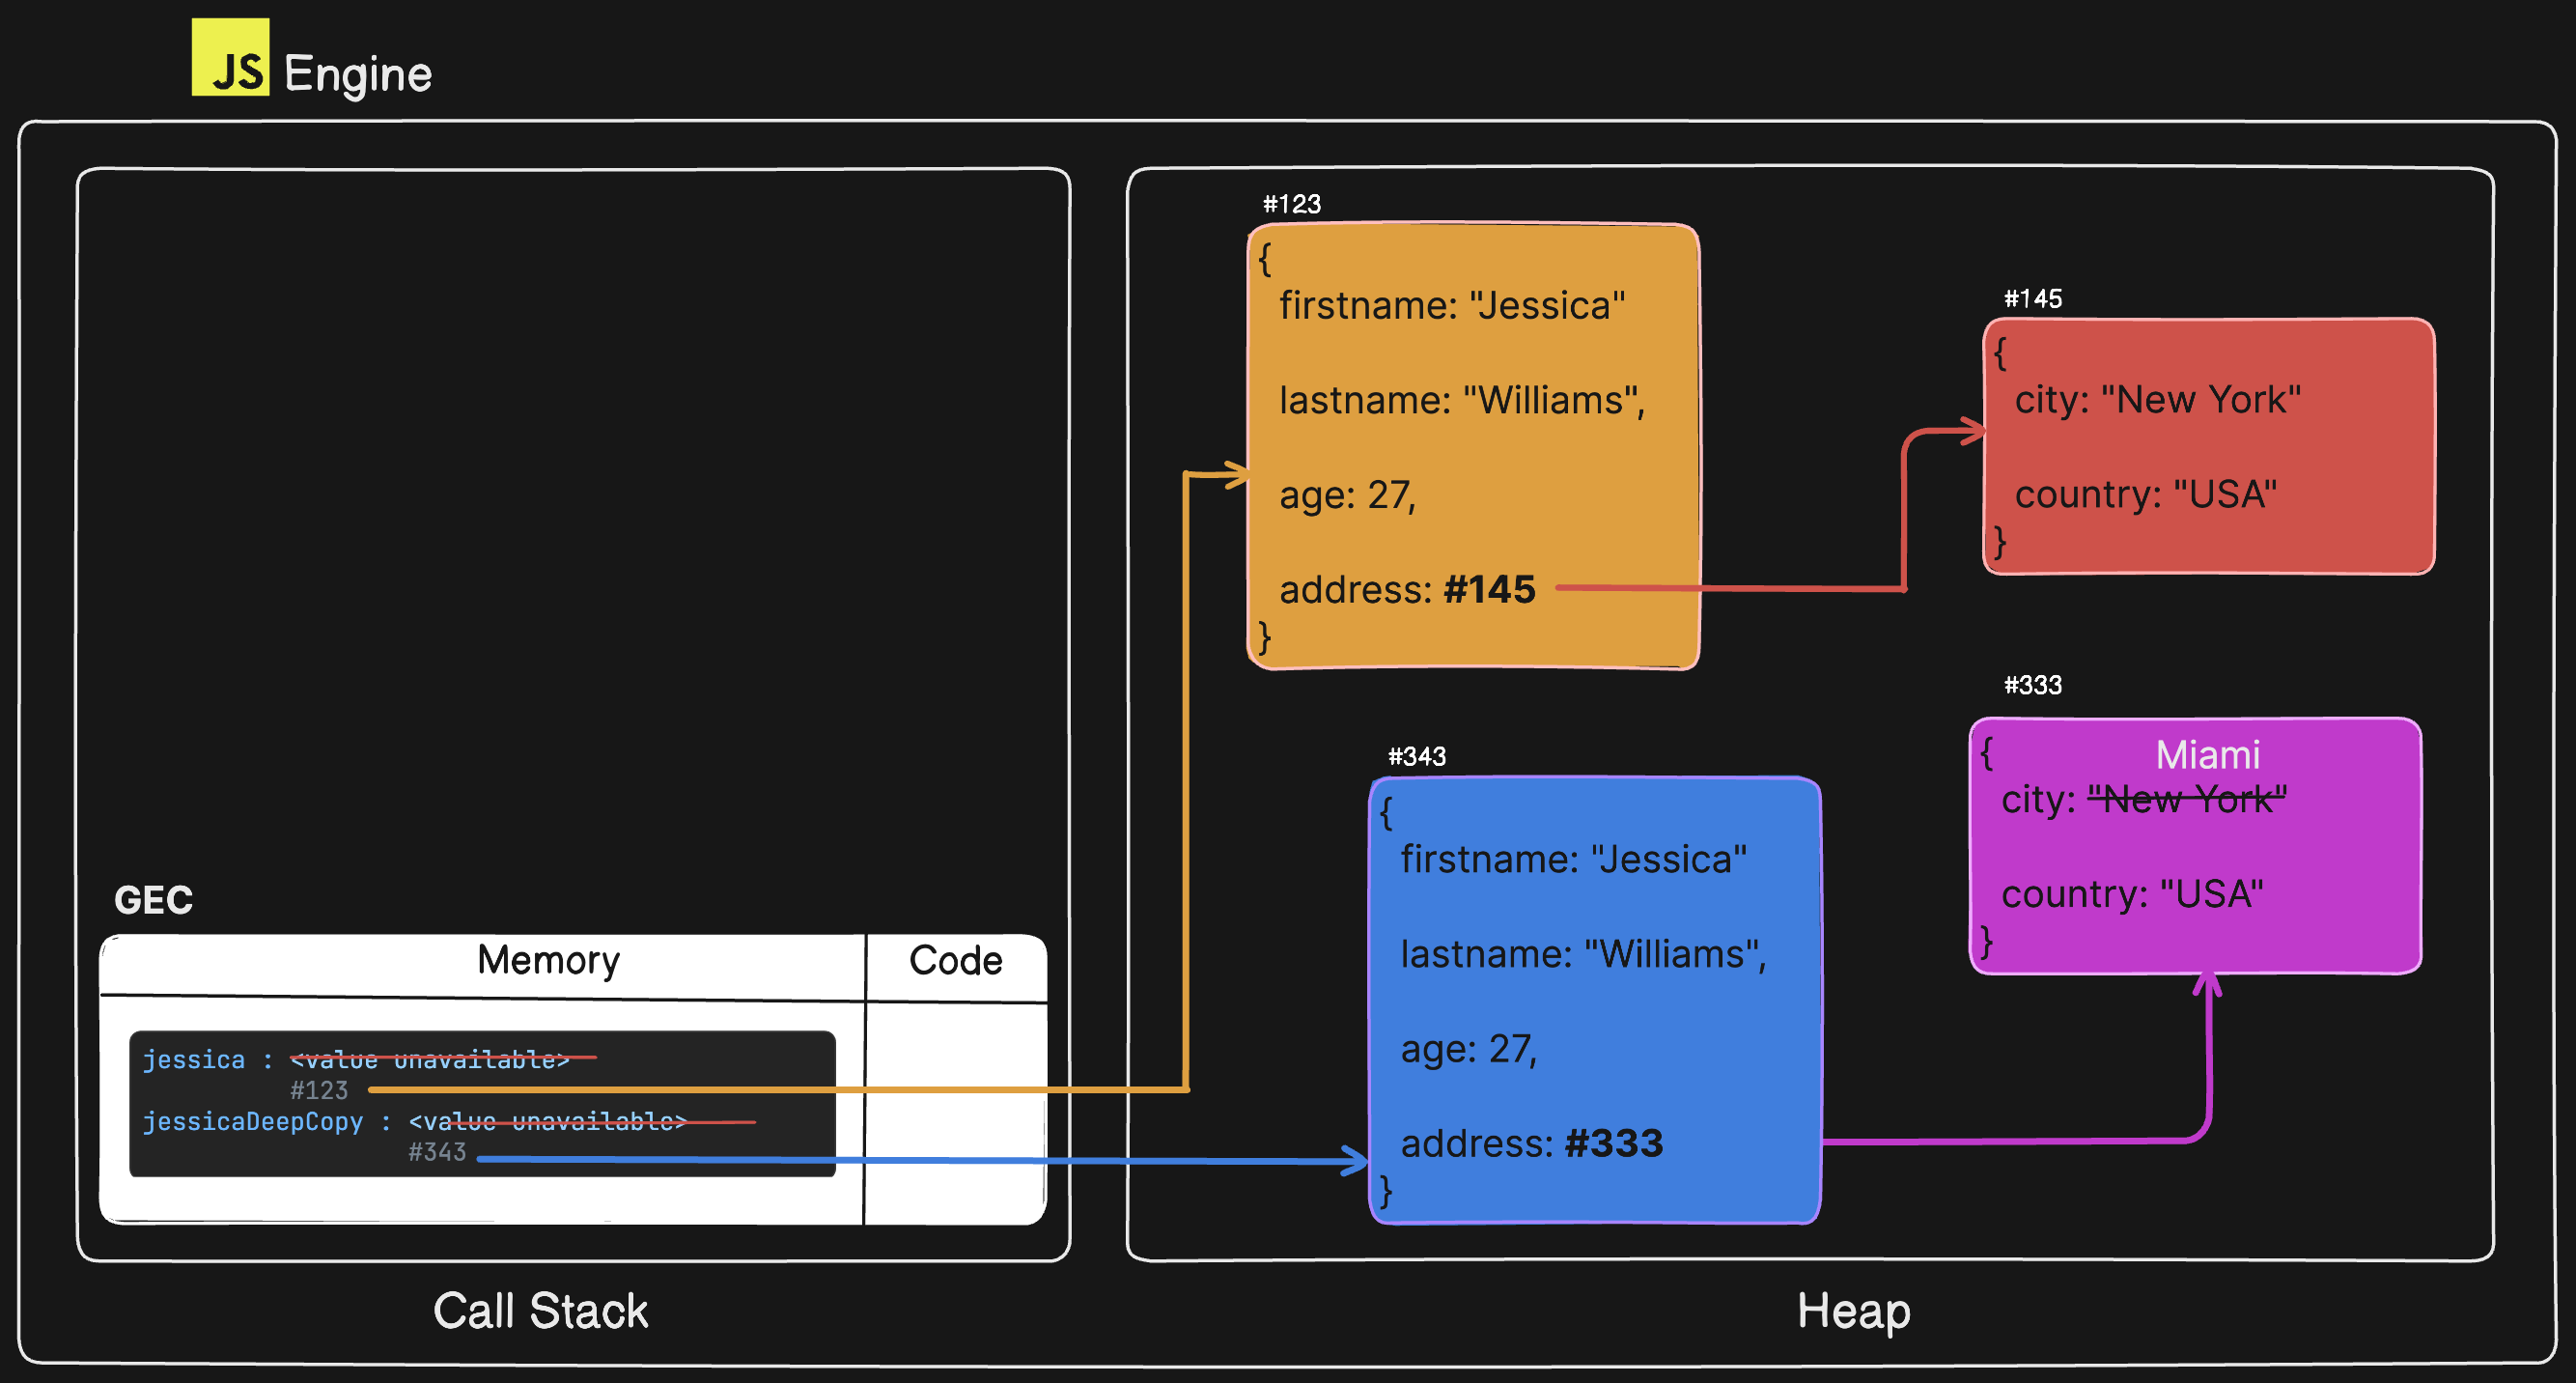 JS Engine
#123
{
firstname: "Jessica"
lastname: "Williams",
age: 27,
address: #145
}
#145
{
city: "New York"
country: "USA"
}
#333
{
Miami
city: "New York"
country: "USA"
}
#343
{
firstname: "Jessica"
lastname: "Williams",
age: 27,
address: #333
}
GEC
Memory
Code
jessica : <value unavailable>
#123
jessicaDeepCopy : <value unavailable>
#343
Call Stack
Heap